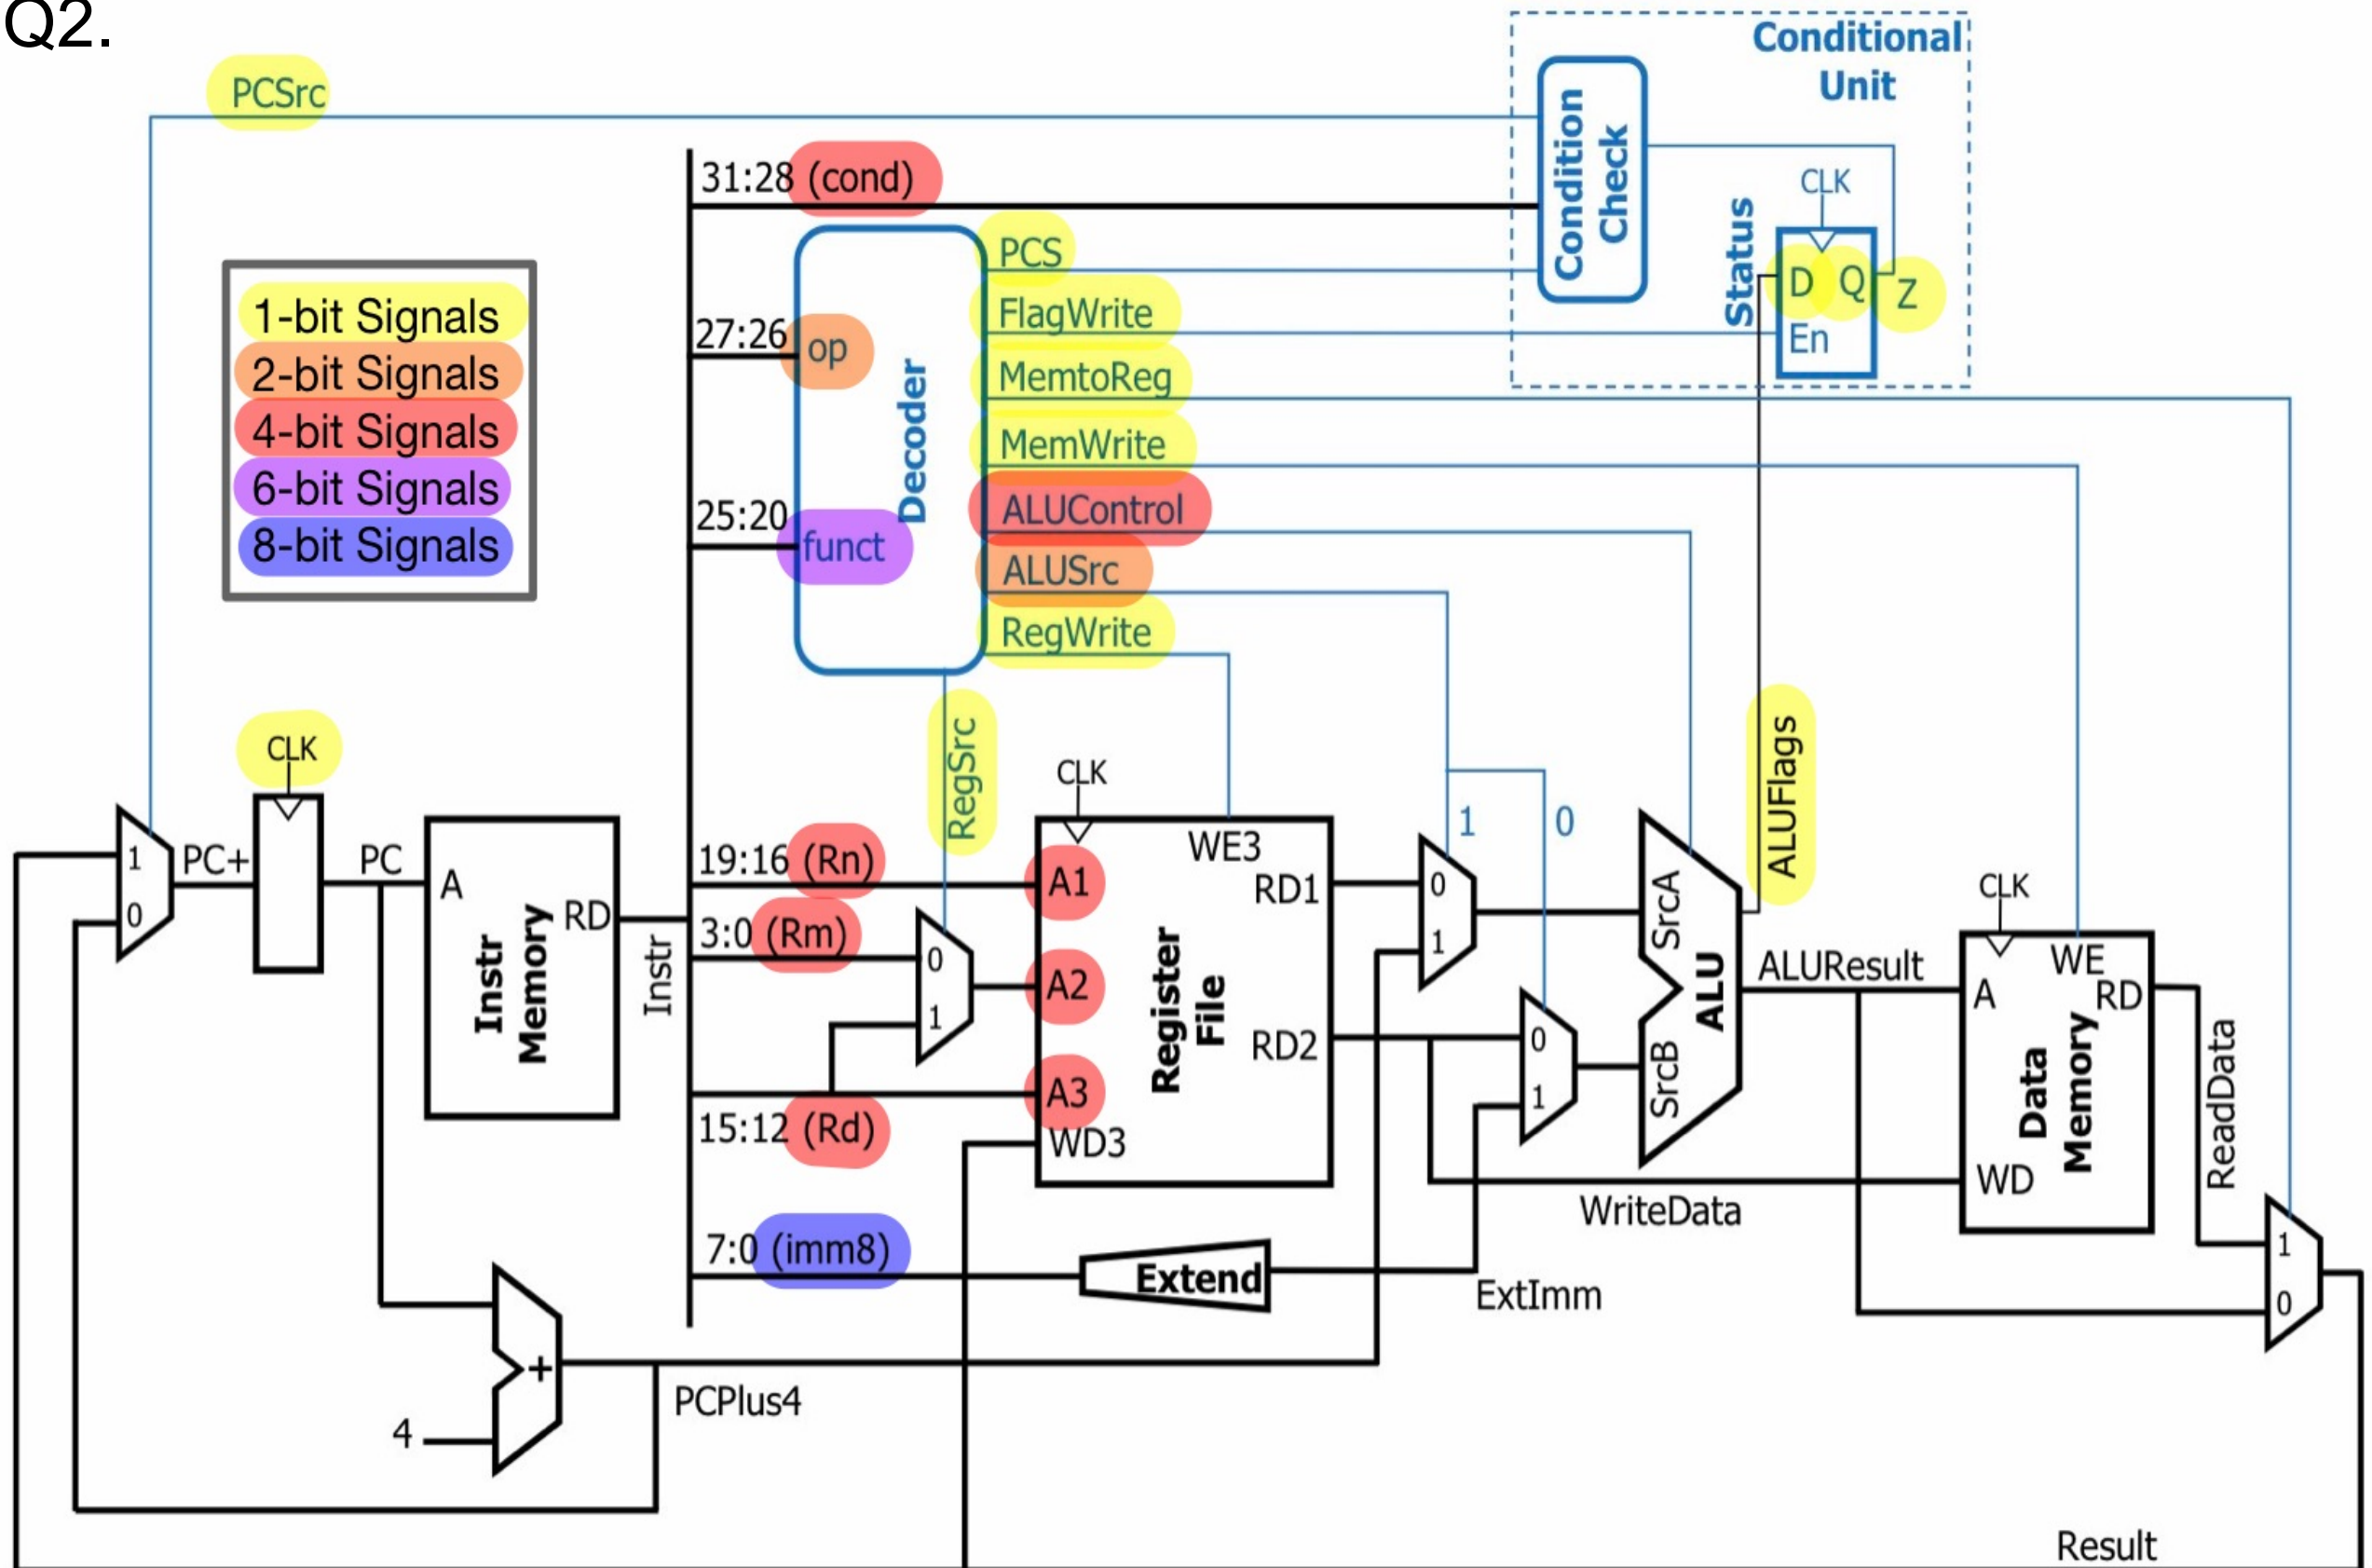 Q2.
Conditional
Unit
PCSrc
Condition
Check
31:28 (cond)
CLK
Status
D Q
Z
En
1-bit Signals
2-bit Signals
4-bit Signals
6-bit Signals
8-bit Signals
PCS
FlagWrite
27:26
op
MemtoReg
Decoder
MemWrite
25:20
funct
ALUControl
ALUSrc
RegWrite
RegSrc
ALUFlags
CLK
CLK
1
0
PC+
PC
1
0
A
RD
Instr
Memory
Instr
19:16 (Rn)
3:0 (Rm)
0
1
15:12 (Rd)
A1
A2
A3
WD3
WE3
RD1
RD2
Register
File
0
1
0
1
SrcA
SrcB
ALU
ALUResult
CLK
A
WE
RD
Data
Memory
WD
ReadData
WriteData
7:0 (imm8)
Extend
ExtImm
1
0
+
4
PCPlus4
Result